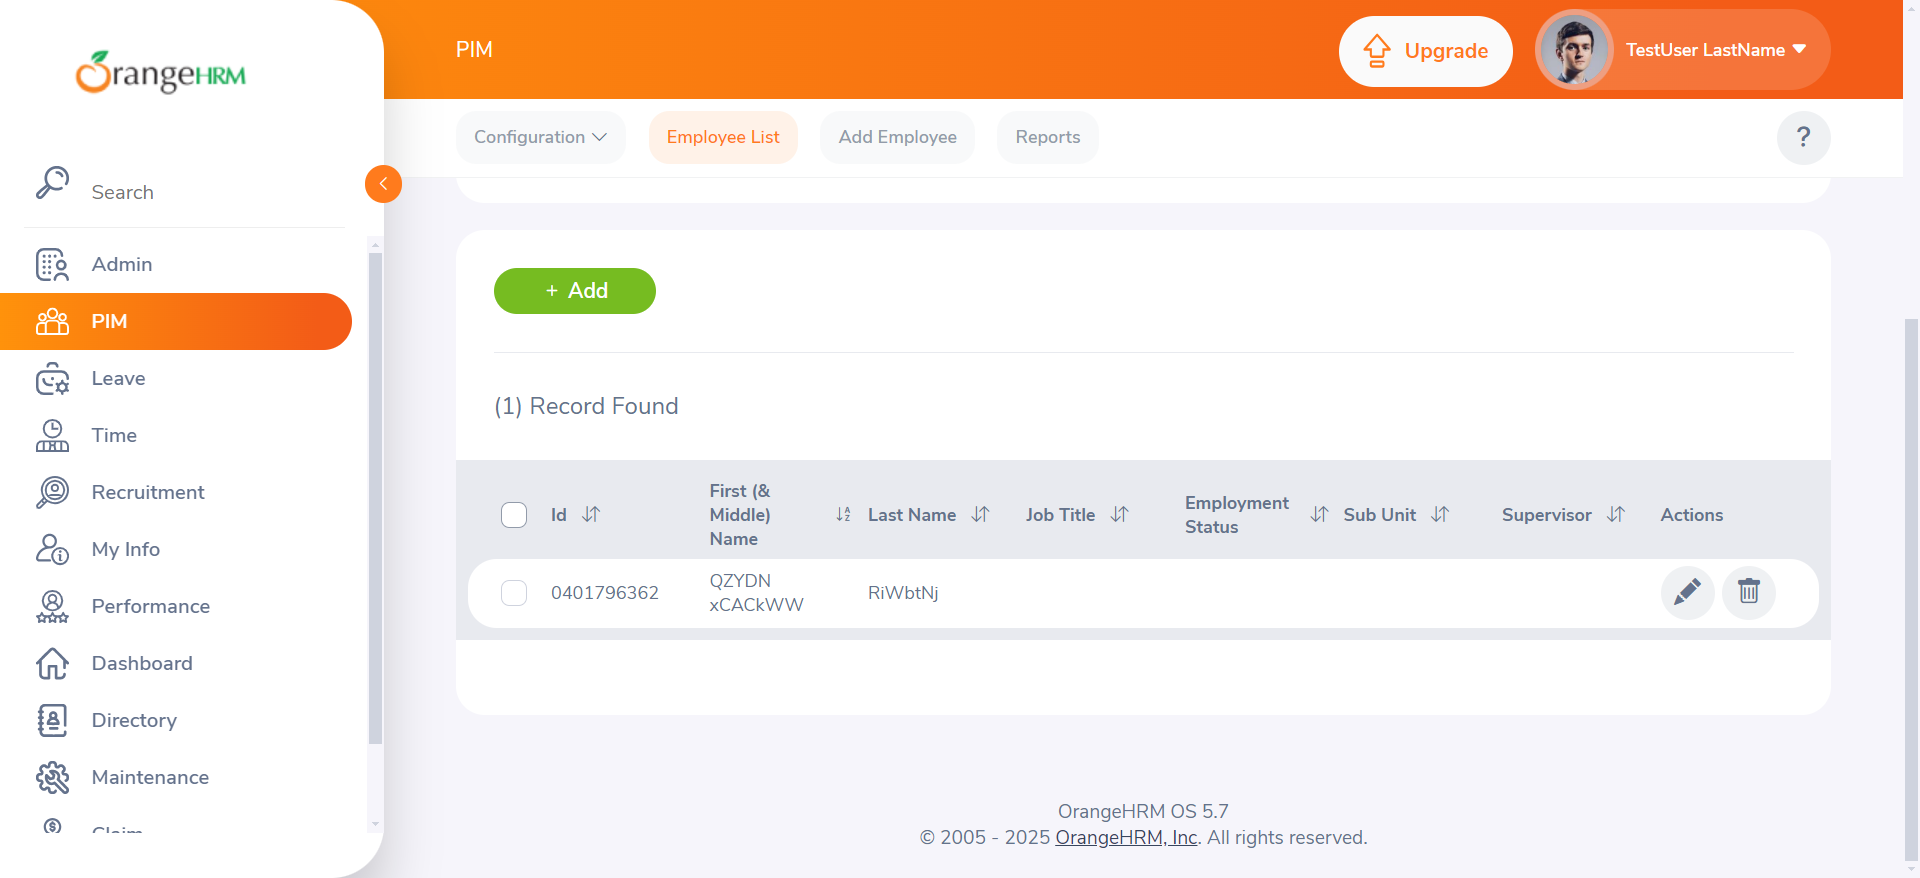 OrangeHRM
PIM
Upgrade
TestUser LastName
Configuration
Employee List
Add Employee
Reports
?
Search
Admin
PIM
Leave
Time
Recruitment
My Info
Performance
Dashboard
Directory
Maintenance
Claim
+ Add
(1) Record Found
Id
First (& Middle) Name
Last Name
Job Title
Employment Status
Sub Unit
Supervisor
Actions
0401796362
QZYDN xCACkWW
RiWbtNj
OrangeHRM OS 5.7
© 2005 - 2025 OrangeHRM, Inc. All rights reserved.